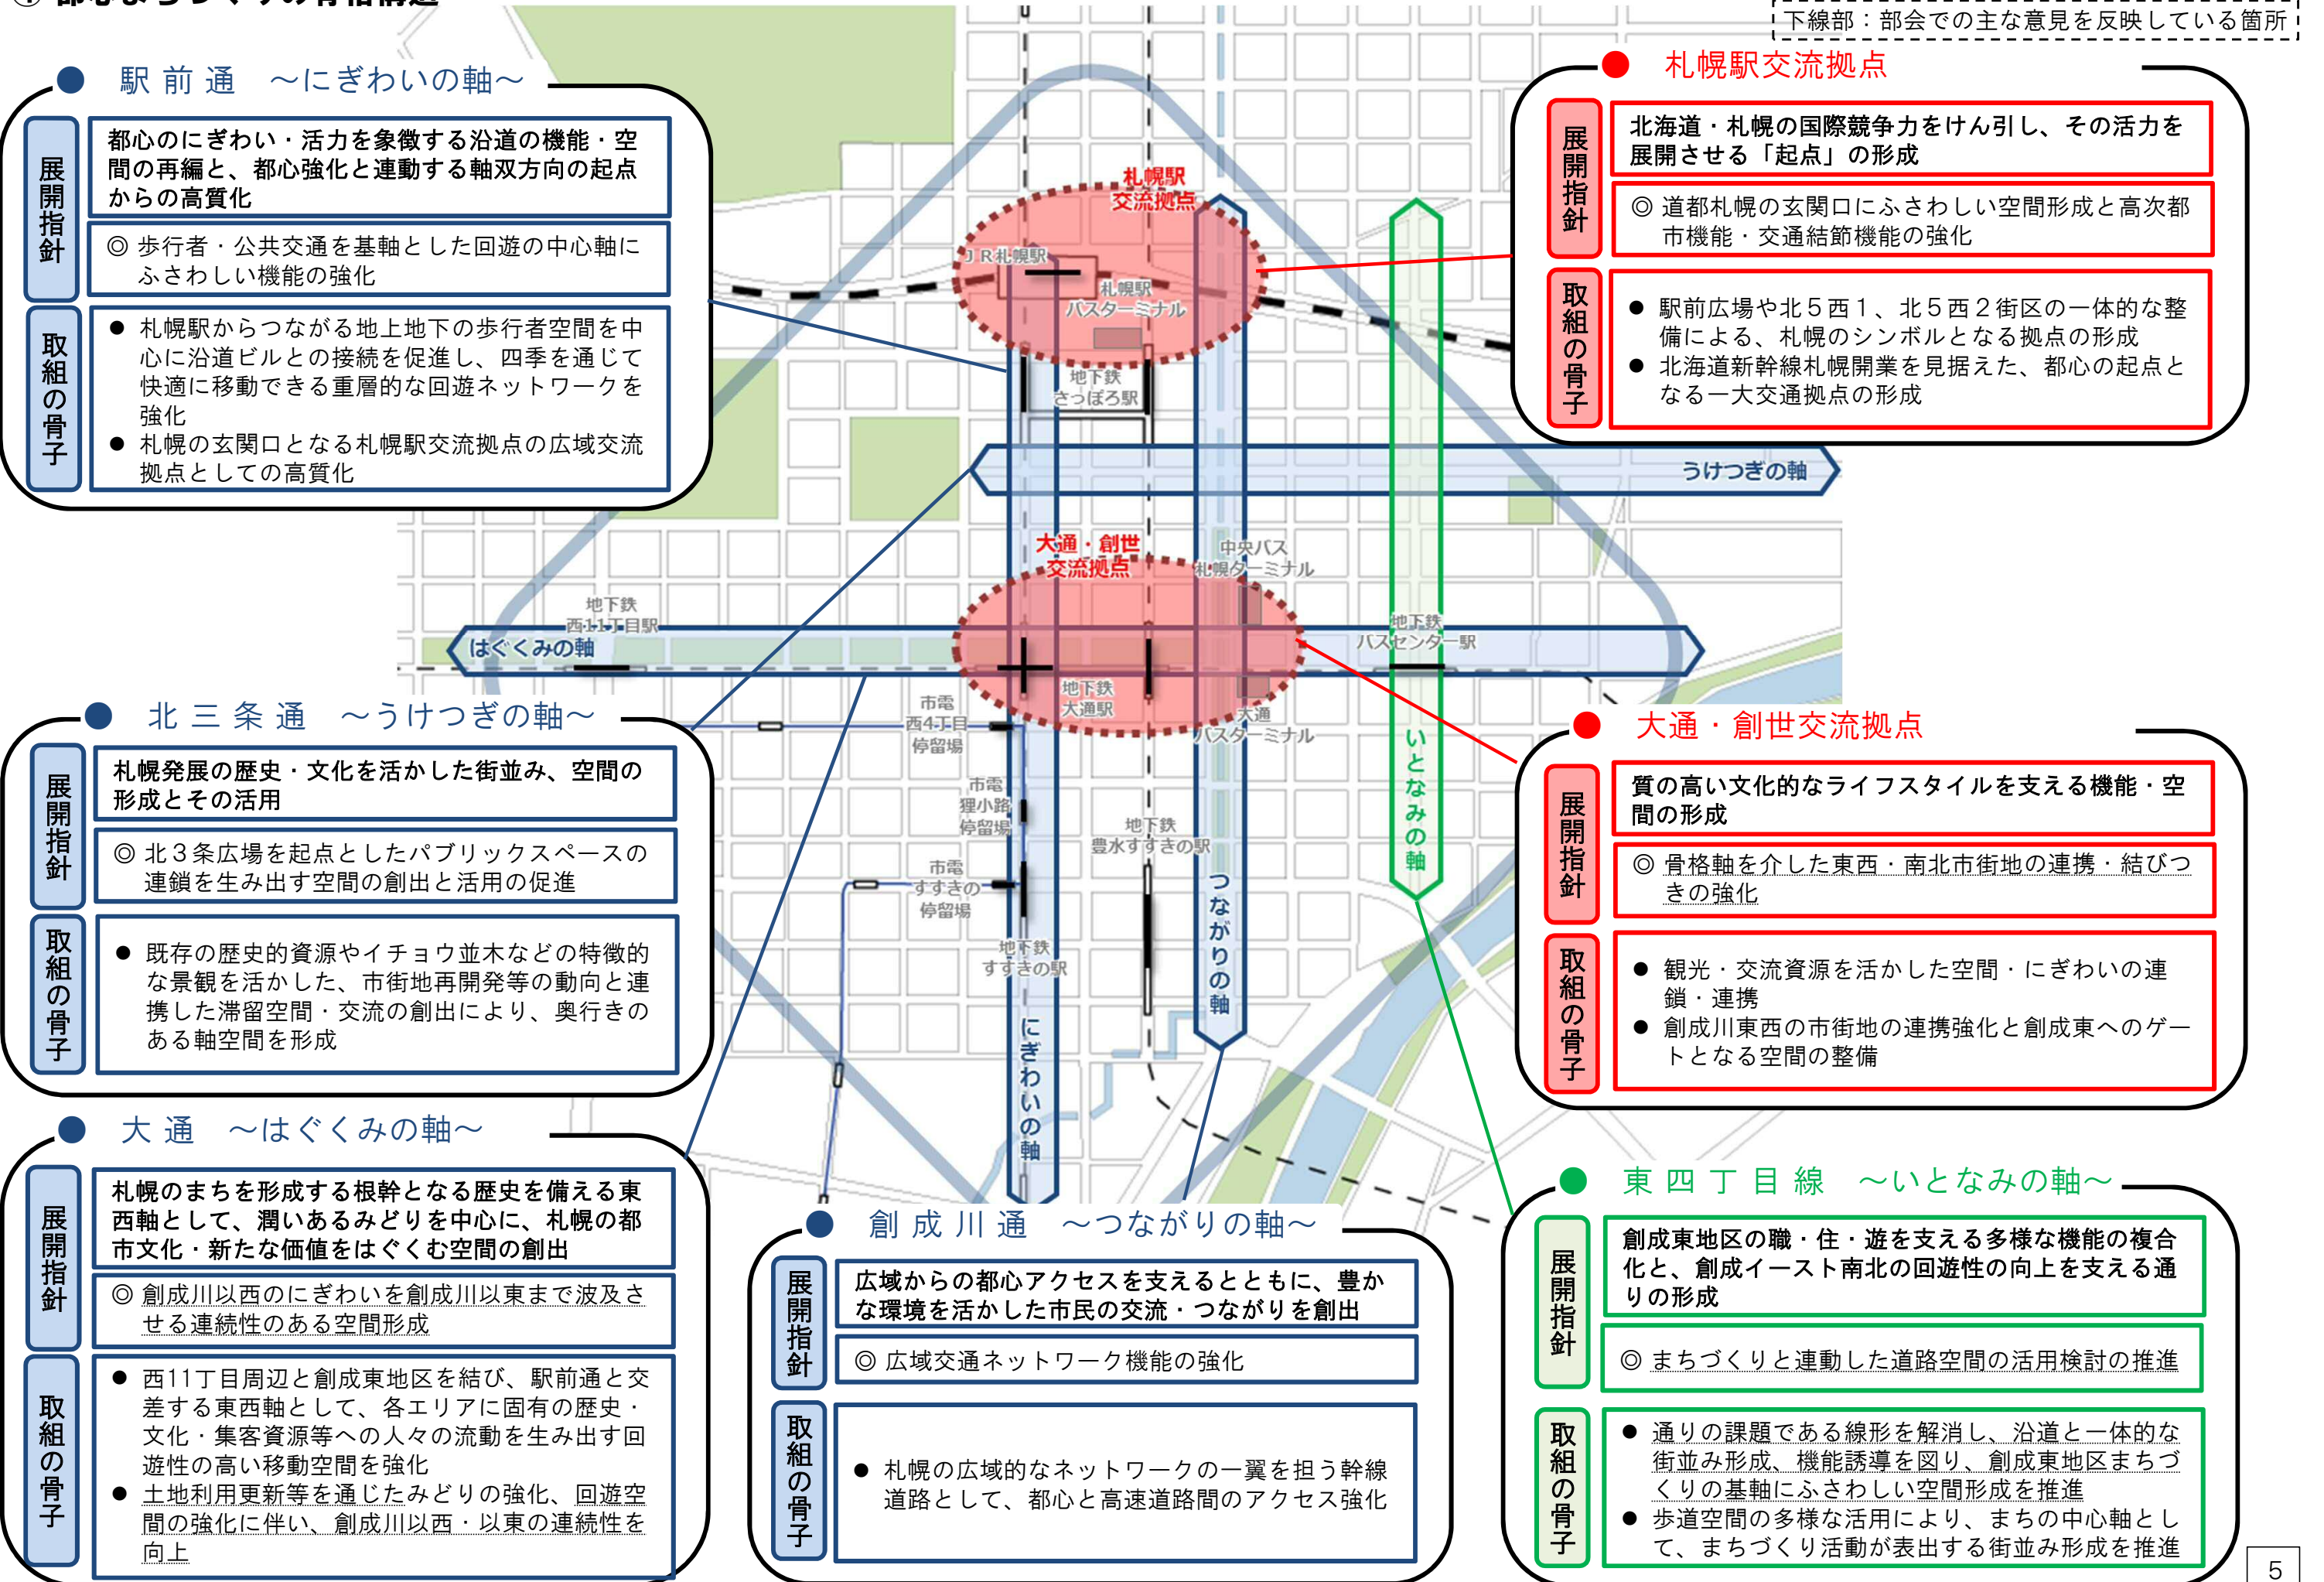 ① 都心まちづくりの骨格構造
下線部：部会での主な意見を反映している箇所
● 駅前通　～にぎわいの軸～
展開指針
都心のにぎわい・活力を象徴する沿道の機能・空
間の再編と、都心強化と連動する軸双方向の起点
からの高質化
◎ 歩行者・公共交通を基軸とした回遊の中心軸に
ふさわしい機能の強化
取組の骨子
● 札幌駅からつながる地上地下の歩行者空間を中
心に沿道ビルとの接続を促進し、四季を通じて
快適に移動できる重層的な回遊ネットワークを
強化
● 札幌の玄関口となる札幌駅交流拠点の広域交流
拠点としての高質化
● 札幌駅交流拠点
展開指針
北海道・札幌の国際競争力をけん引し、その活力を
展開させる「起点」の形成
◎ 道都札幌の玄関口にふさわしい空間形成と高次都
市機能・交通結節機能の強化
取組の骨子
● 駅前広場や北５西１、北５西２街区の一体的な整
備による、札幌のシンボルとなる拠点の形成
● 北海道新幹線札幌開業を見据えた、都心の起点と
なる一大交通拠点の形成
札幌駅
交流拠点
ＪＲ札幌駅
札幌駅
バスターミナル
地下鉄
さっぽろ駅
うけつぎの軸
大通・創世
交流拠点
中央バス
札幌ターミナル
地下鉄
西11丁目駅
はぐくみの軸
地下鉄
バスセンター駅
地下鉄
大通駅
大通
バスターミナル
市電
西4丁目
停留場
市電
狸小路
停留場
地下鉄
豊水すすきの駅
市電
すすきの
停留場
地下鉄
すすきの駅
いとなみの軸
つながりの軸
にぎわいの軸
● 北三条通　～うけつぎの軸～
展開指針
札幌発展の歴史・文化を活かした街並み、空間の
形成とその活用
◎ 北３条広場を起点としたパブリックスペースの
連鎖を生み出す空間の創出と活用の促進
取組の骨子
● 既存の歴史的資源やイチョウ並木などの特徴的
な景観を活かした、市街地再開発等の動向と連
携した滞留空間・交流の創出により、奥行きの
ある軸空間を形成
● 大通・創世交流拠点
展開指針
質の高い文化的なライフスタイルを支える機能・空
間の形成
◎ 骨格軸を介した東西・南北市街地の連携・結びつ
きの強化
取組の骨子
● 観光・交流資源を活かした空間・にぎわいの連
鎖・連携
● 創成川東西の市街地の連携強化と創成東へのゲー
トとなる空間の整備
● 大通　～はぐくみの軸～
展開指針
札幌のまちを形成する根幹となる歴史を備える東
西軸として、潤いあるみどりを中心に、札幌の都
市文化・新たな価値をはぐくむ空間の創出
◎ 創成川以西のにぎわいを創成川以東まで波及さ
せる連続性のある空間形成
取組の骨子
● 西11丁目周辺と創成東地区を結び、駅前通と交
差する東西軸として、各エリアに固有の歴史・
文化・集客資源等への人々の流動を生み出す回
遊性の高い移動空間を強化
● 土地利用更新等を通じたみどりの強化、回遊空
間の強化に伴い、創成川以西・以東の連続性を
向上
● 創成川通　～つながりの軸～
展開指針
広域からの都心アクセスを支えるとともに、豊か
な環境を活かした市民の交流・つながりを創出
◎ 広域交通ネットワーク機能の強化
取組の骨子
● 札幌の広域的なネットワークの一翼を担う幹線
道路として、都心と高速道路間のアクセス強化
● 東四丁目線　～いとなみの軸～
展開指針
創成東地区の職・住・遊を支える多様な機能の複合
化と、創成イースト南北の回遊性の向上を支える通
りの形成
◎ まちづくりと連動した道路空間の活用検討の推進
取組の骨子
● 通りの課題である線形を解消し、沿道と一体的な
街並み形成、機能誘導を図り、創成東地区まちづ
くりの基軸にふさわしい空間形成を推進
● 歩道空間の多様な活用により、まちの中心軸とし
て、まちづくり活動が表出する街並み形成を推進
5